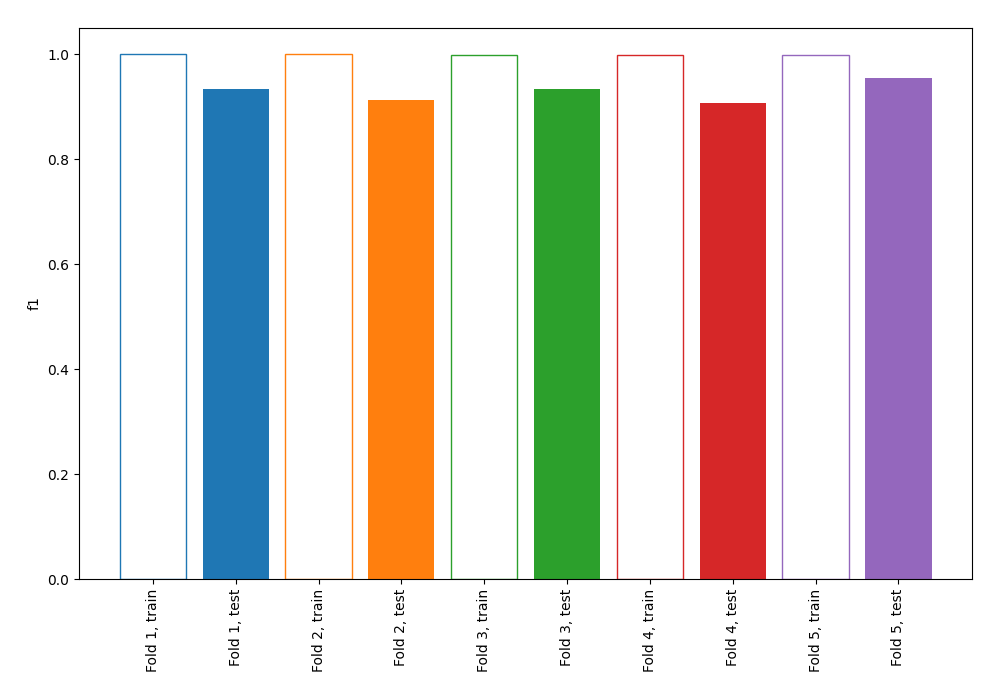 1.0
0.8
0.6
0.4
0.2
0.0
f1
Fold 1, train
Fold 1, test
Fold 2, train
Fold 2, test
Fold 3, train
Fold 3, test
Fold 4, train
Fold 4, test
Fold 5, train
Fold 5, test